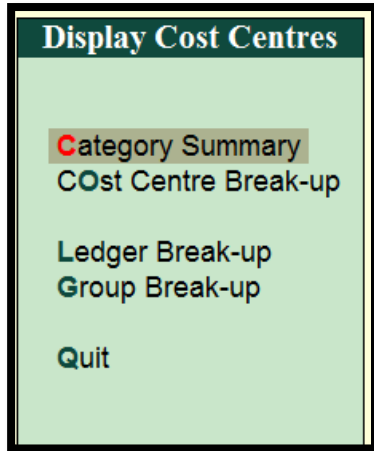 Display Cost Centres
Category Summary
COst Centre Break-up
Ledger Break-up
Group Break-up
Quit